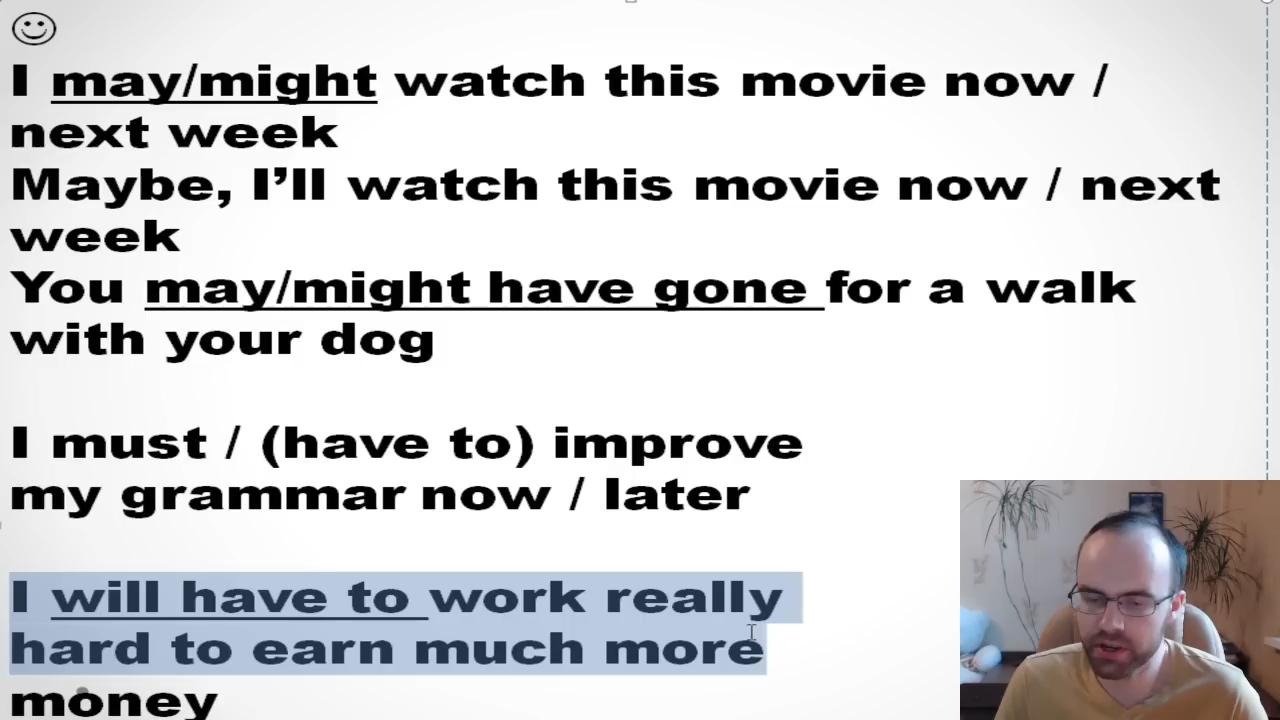 I may/might watch this movie now /
next week
Maybe, I’ll watch this movie now / next
week
You may/might have gone for a walk
with your dog
I must / (have to) improve
my grammar now / later
I will have to work really
hard to earn much more
money